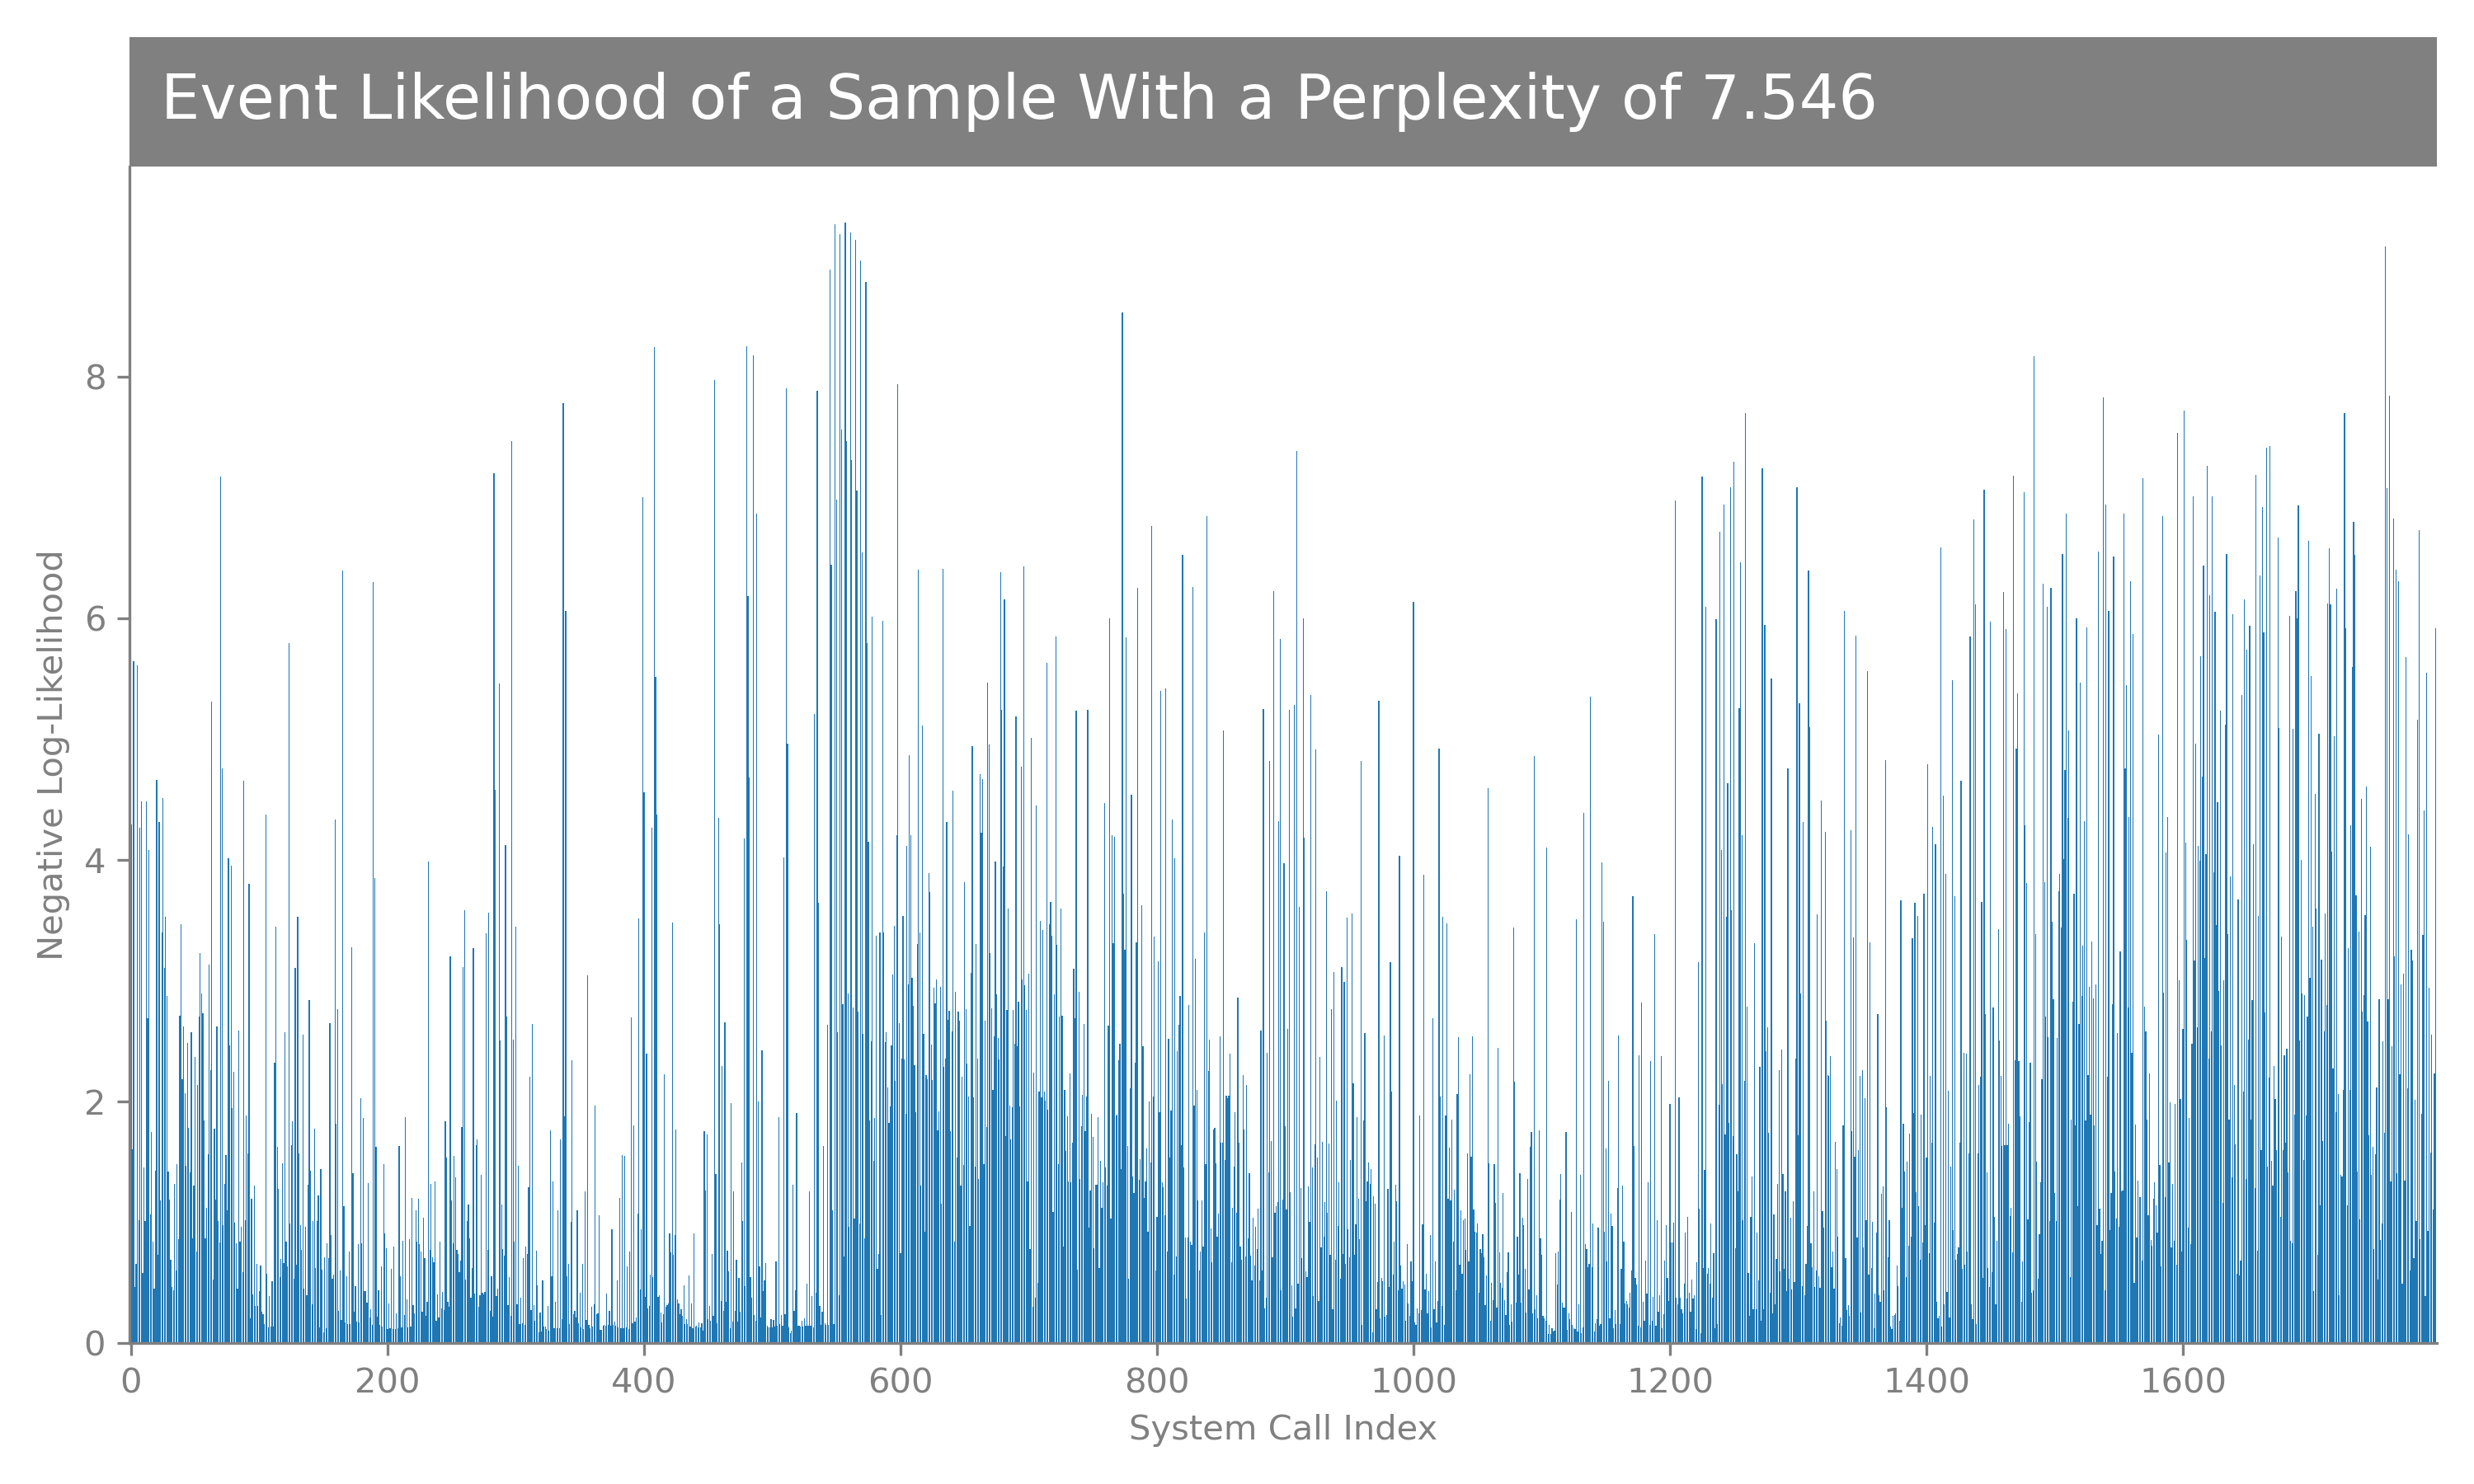 Event Likelihood of a Sample With a Perplexity of 7.546
8
6
4
2
0
Negative Log-Likelihood
0 200 400 600 800 1000 1200 1400 1600
System Call Index